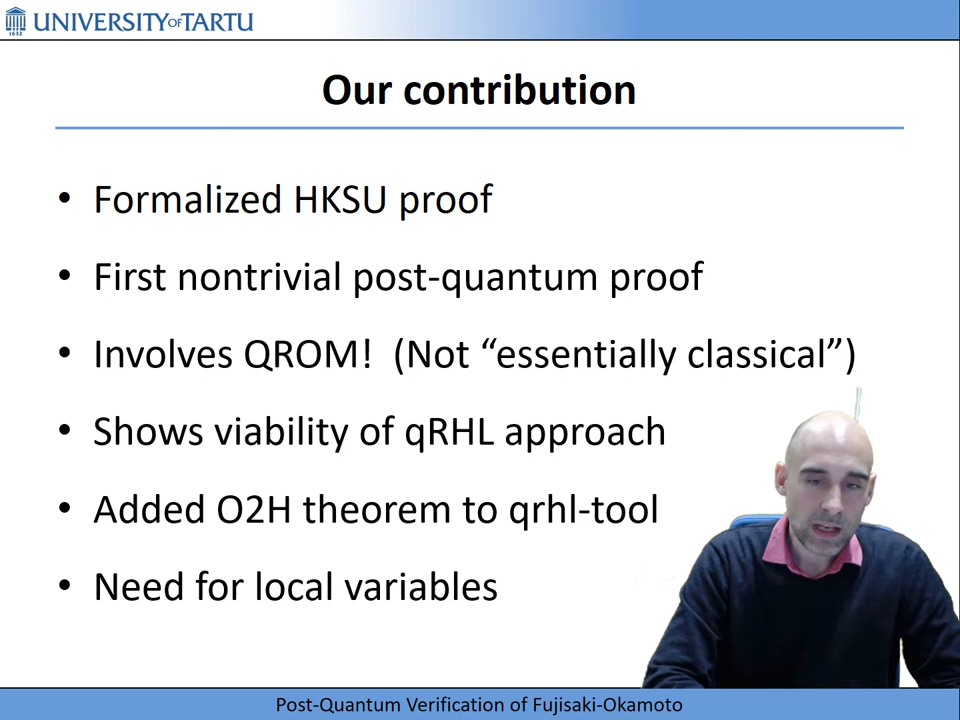 1632
UNIVERSITY OF TARTU
Our contribution
• Formalized HKSU proof
• First nontrivial post-quantum proof
• Involves QROM!  (Not “essentially classical”)
• Shows viability of qRHL approach
• Added O2H theorem to qrhl-tool
• Need for local variables
Post-Quantum Verification of Fujisaki-Okamoto